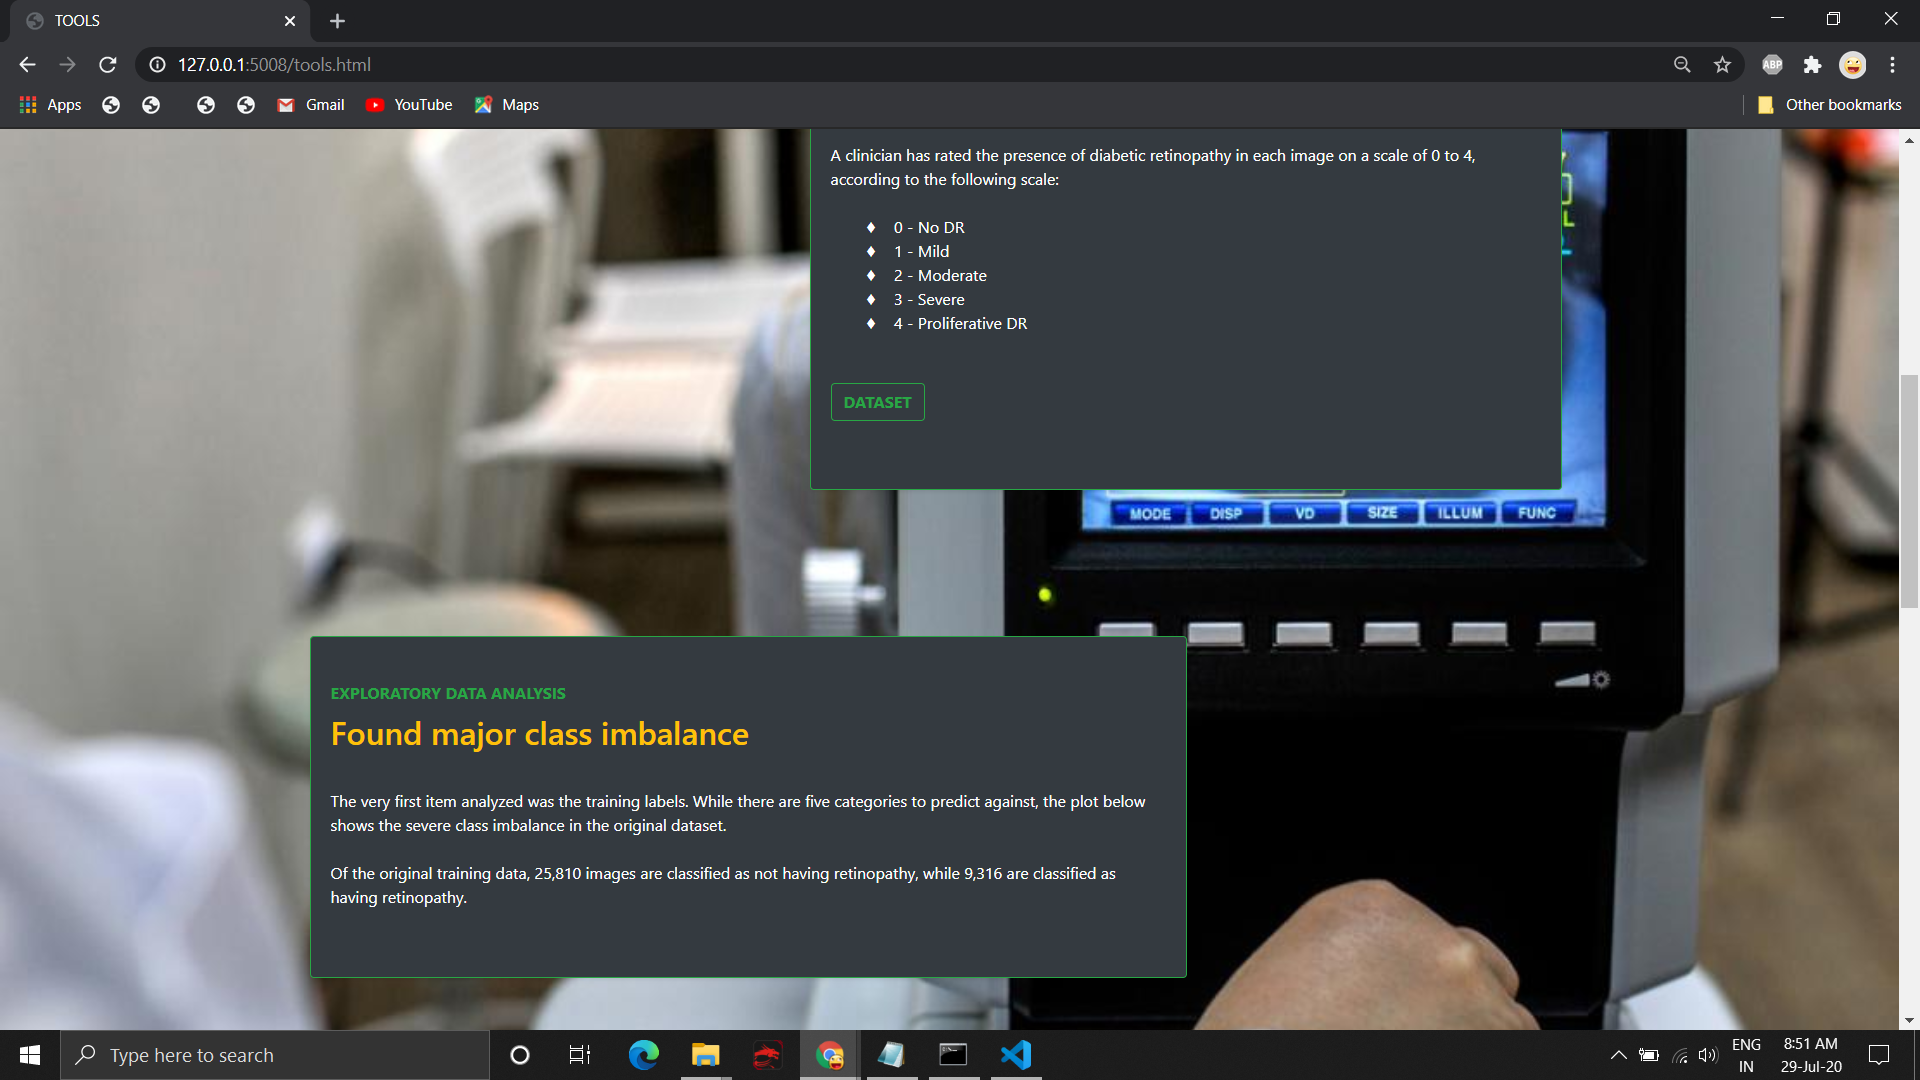 TOOLS
127.0.0.1:5008/tools.html
ABP
Apps
Gmail
YouTube
Maps
Other bookmarks
A clinician has rated the presence of diabetic retinopathy in each image on a scale of 0 to 4,
according to the following scale:
♦ 0 - No DR
♦ 1 - Mild
♦ 2 - Moderate
♦ 3 - Severe
♦ 4 - Proliferative DR
DATASET
MODE DISP VD SIZE ILLUM FUNC
EXPLORATORY DATA ANALYSIS
Found major class imbalance
The very first item analyzed was the training labels. While there are five categories to predict against, the plot below
shows the severe class imbalance in the original dataset.
Of the original training data, 25,810 images are classified as not having retinopathy, while 9,316 are classified as
having retinopathy.
Type here to search
ENG
IN
8:51 AM
29-Jul-20